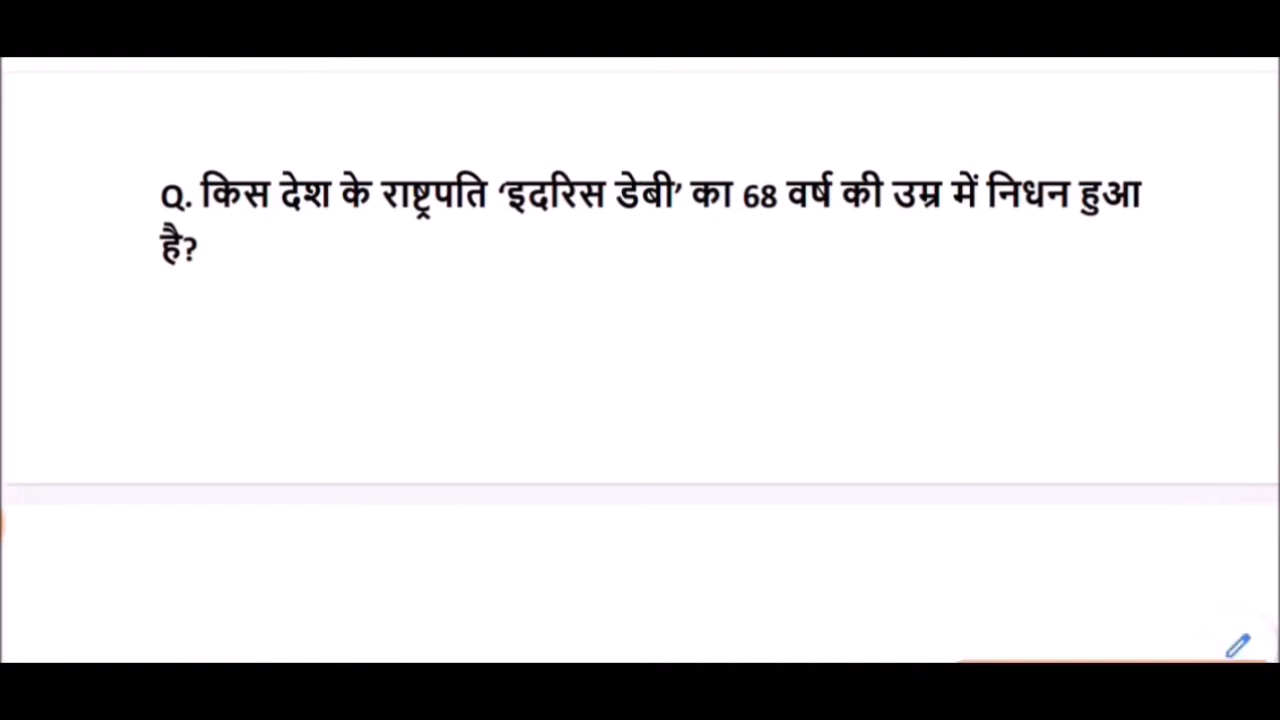 Q. किस देश के राष्ट्रपति ‘इदरिस डेबी’ का 68 वर्ष की उम्र में निधन हुआ
है?